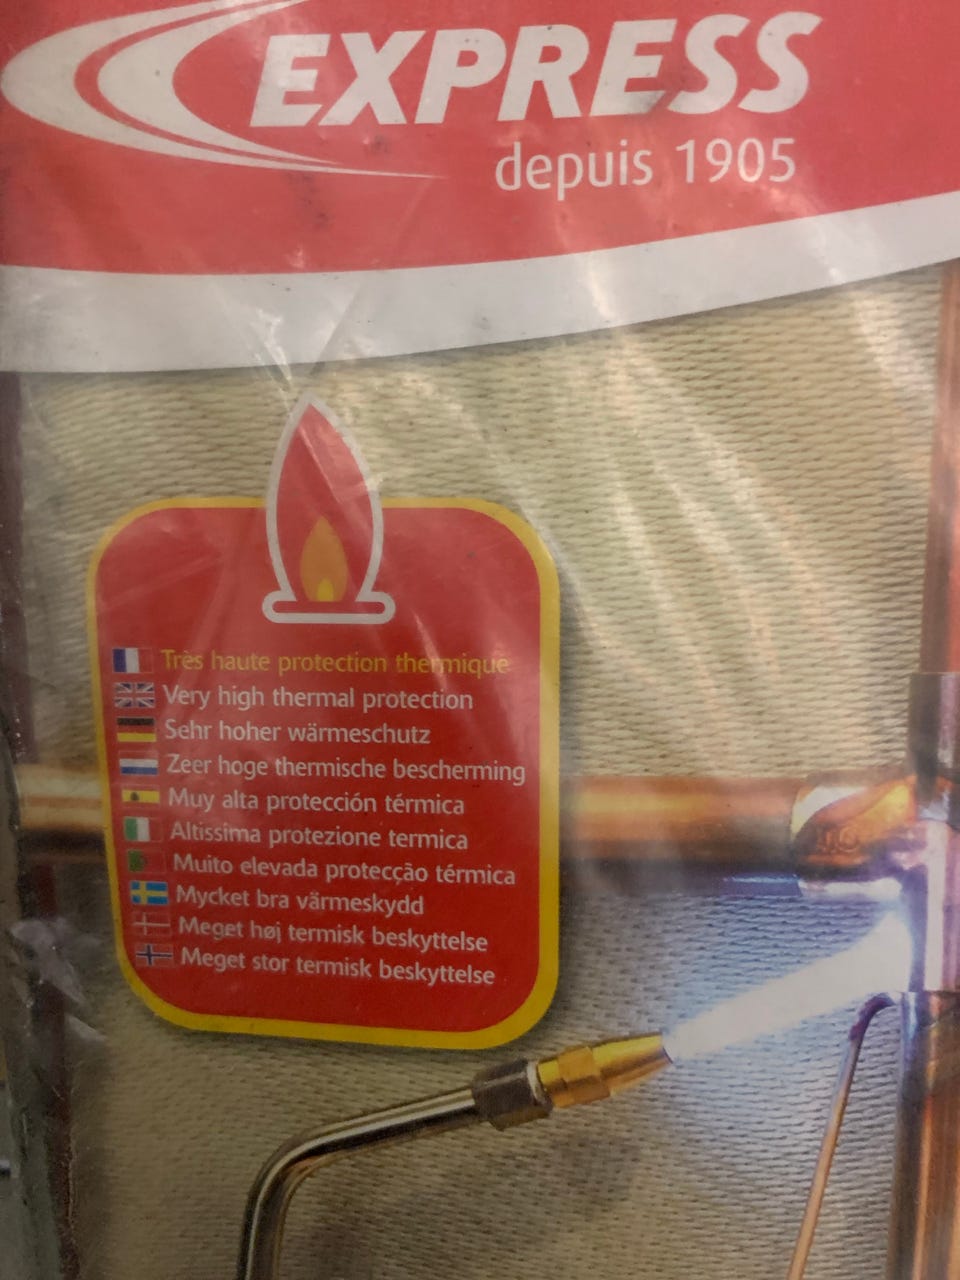 EXPRESS
depuis 1905
Très haute protection thermique
Very high thermal protection
Sehr hoher wärmeschutz
Zeer hoge thermische bescherming
Muy alta protección térmica
Altissima protezione termica
Muito elevada protecção térmica
Mycket bra värmeskydd
Meget høj termisk beskyttelse
Meget stor termisk beskyttelse